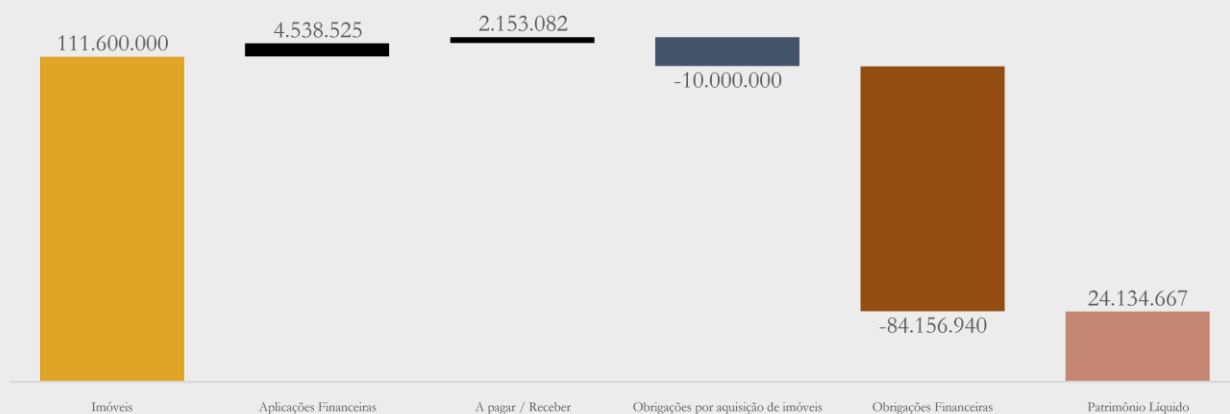 111.600.000
4.538.525
2.153.082
-10.000.000
-84.156.940
24.134.667
Imóveis
Aplicações Financeiras
A pagar / Receber
Obrigações por aquisição de imóveis
Obrigações Financeiras
Patrimônio Líquido